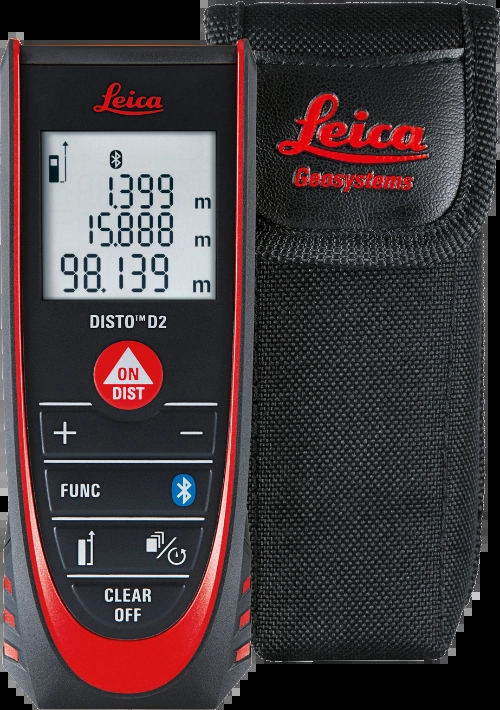 Leica
1.399 m
15.888 m
98.139 m
DISTO™ D2
ON
DIST
+ −
FUNC
CLEAR
OFF
Leica
Geosystems